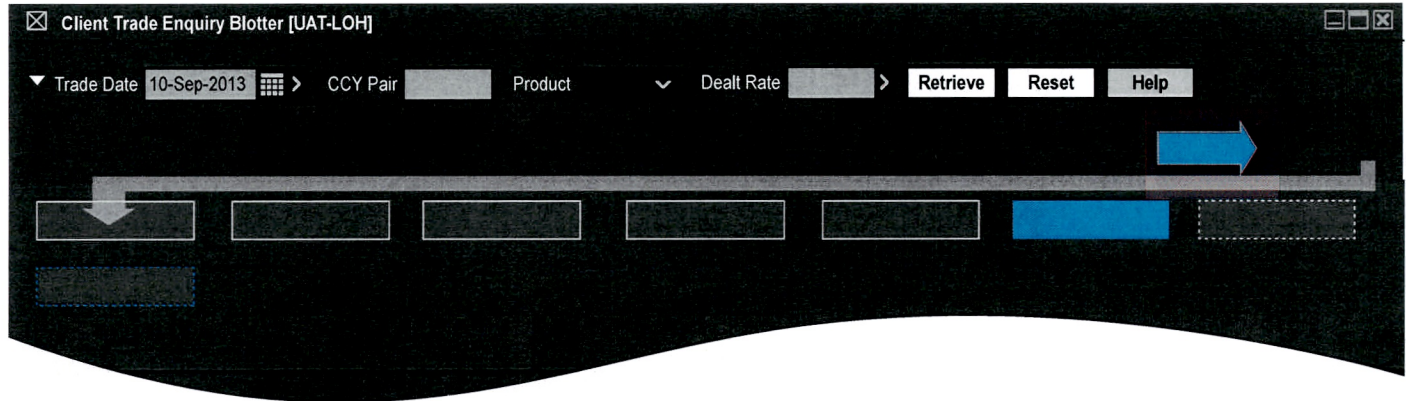 Client Trade Enquiry Blotter [UAT-LOH]
Trade Date 10-Sep-2013 CCY Pair Product Dealt Rate Retrieve Reset Help